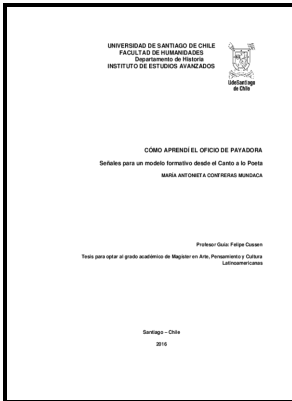 UNIVERSIDAD DE SANTIAGO DE CHILE
FACULTAD DE HUMANIDADES
Departamento de Historia
INSTITUTO DE ESTUDIOS AVANZADOS
UdeSantiago
de Chile
CÓMO APRENDÍ EL OFICIO DE PAYADORA
Señales para un modelo formativo desde el Canto a lo Poeta
MARÍA ANTONIETA CONTRERAS MUNDACA
Profesor Guía: Felipe Cussen
Tesis para optar al grado académico de Magíster en Arte, Pensamiento y Cultura
Latinoamericanas
Santiago – Chile
2016